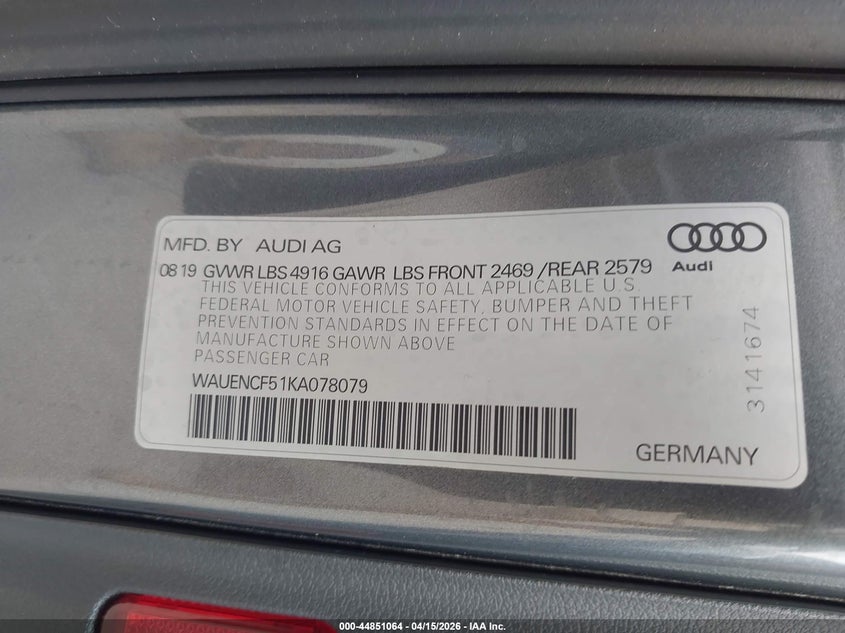 MFD. BY AUDI AG
Audi
08 19 GVWR LBS 4916 GAWR LBS FRONT 2469 /REAR 2579
THIS VEHICLE CONFORMS TO ALL APPLICABLE U.S.
FEDERAL MOTOR VEHICLE SAFETY, BUMPER AND THEFT
PREVENTION STANDARDS IN EFFECT ON THE DATE OF
MANUFACTURE SHOWN ABOVE
PASSENGER CAR
WAUENCF51KA078079
3141674
GERMANY
000-44851064 - 04/15/2026 - IAA Inc.